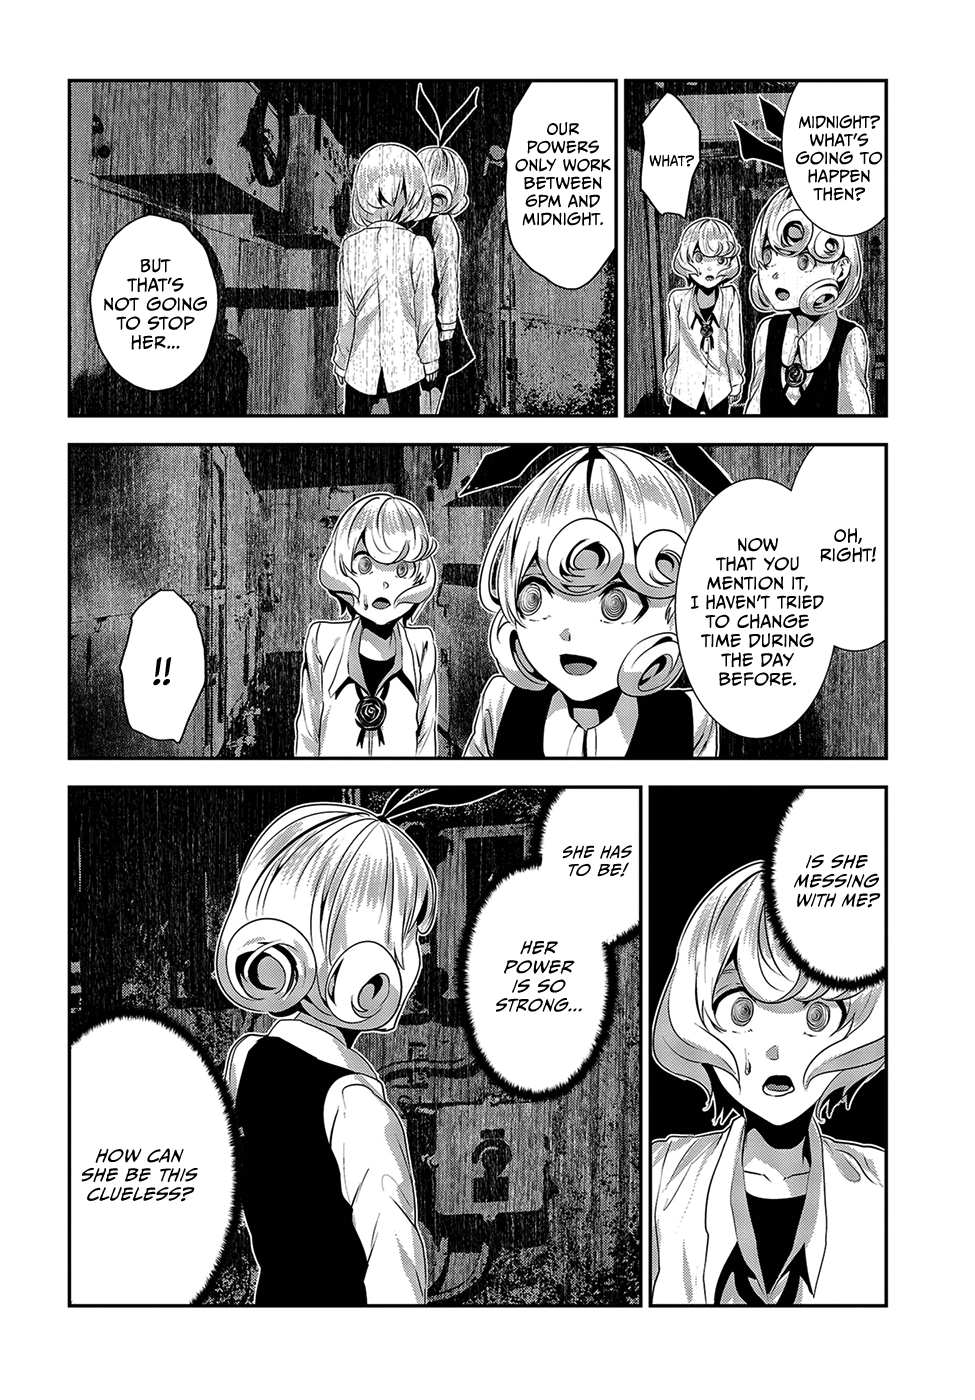 MIDNIGHT?
WHAT'S
GOING TO
HAPPEN
THEN?
WHAT?
OUR
POWERS
ONLY WORK
BETWEEN
6PM AND
MIDNIGHT.
BUT
THAT'S
NOT GOING
TO STOP
HER...
OH,
RIGHT!
NOW
THAT YOU
MENTION IT,
I HAVEN'T TRIED
TO CHANGE
TIME DURING
THE DAY
BEFORE.
!!
IS SHE
MESSING
WITH ME?
SHE HAS
TO BE!
HER
POWER
IS SO
STRONG...
HOW CAN
SHE BE THIS
CLUELESS?